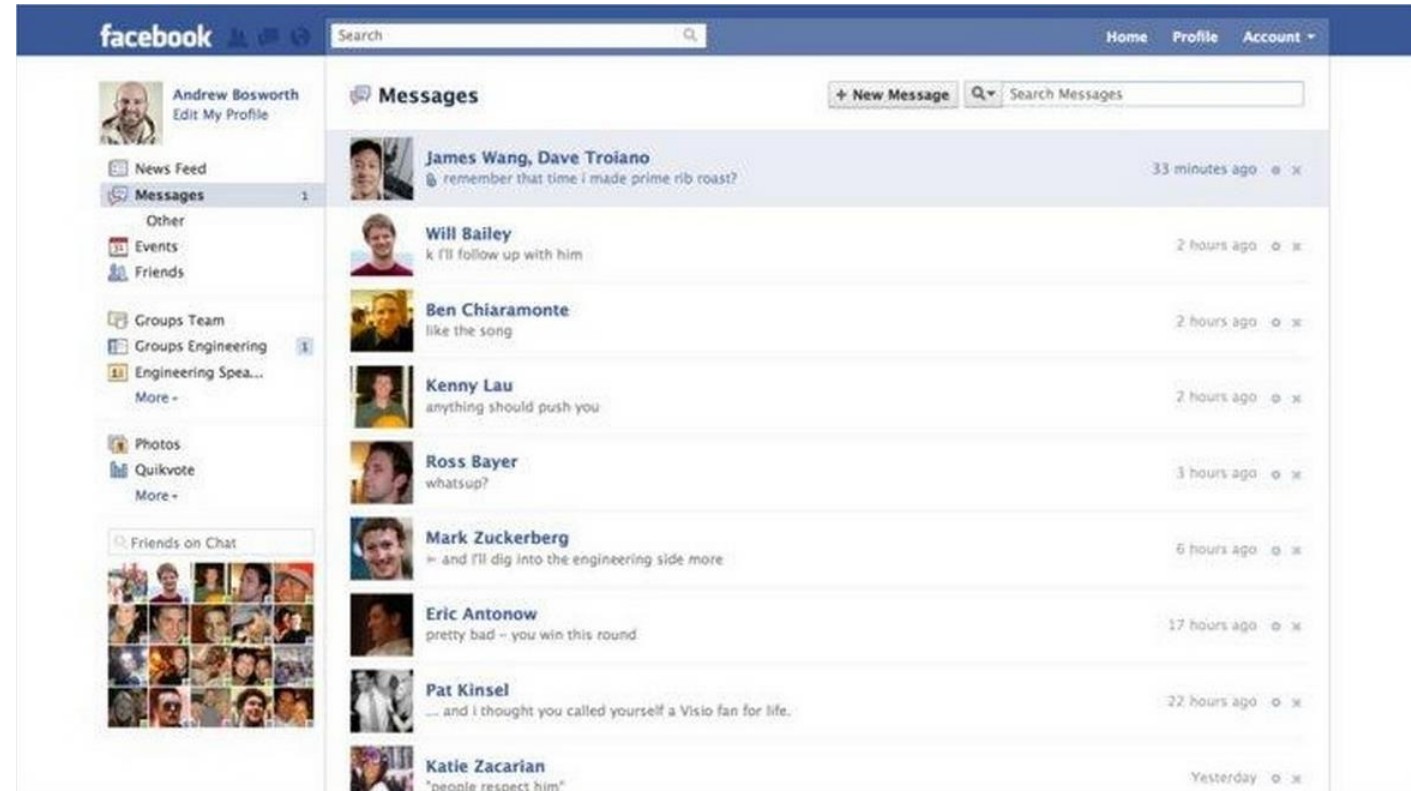 facebook
Search
Home Profile Account
Andrew Bosworth
Edit My Profile
News Feed
Messages 1
Other
31 Events
Friends
Groups Team
Groups Engineering 1
Engineering Spea...
More
Photos
Quikvote
More
Friends on Chat
Messages
+ New Message
Search Messages
James Wang, Dave Troiano
remember that time i made prime rib roast?
33 minutes ago x
Will Bailey
k I'll follow up with him
2 hours ago x
Ben Chiaramonte
like the song
2 hours ago x
Kenny Lau
anything should push you
2 hours ago x
Ross Bayer
whatsup?
3 hours ago x
Mark Zuckerberg
and I'll dig into the engineering side more
6 hours ago x
Eric Antonow
pretty bad – you win this round
17 hours ago x
Pat Kinsel
... and i thought you called yourself a Visio fan for life.
22 hours ago x
Katie Zacarian
"people respect him"
Yesterday x